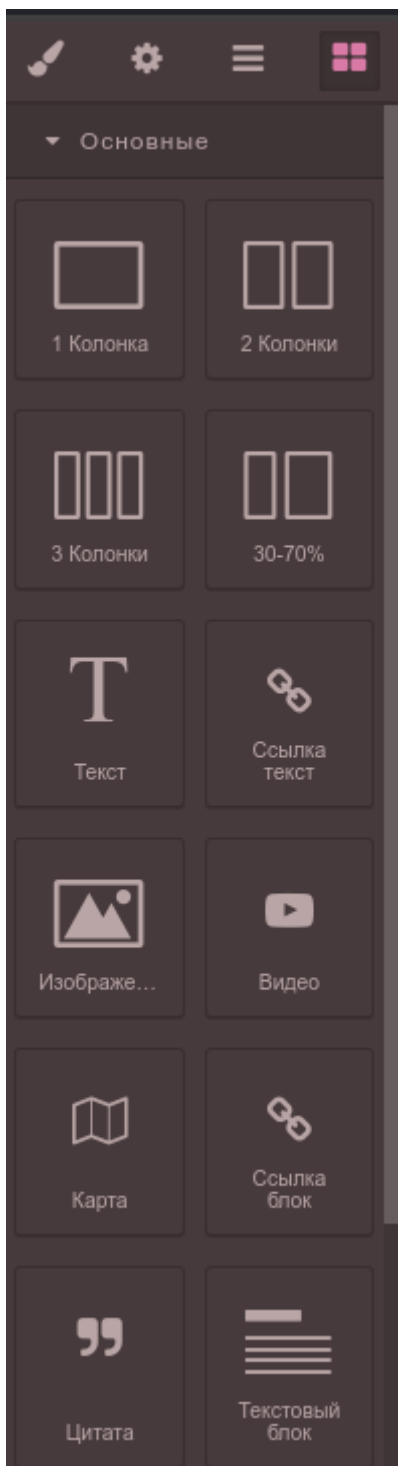 Основные
1 Колонка
2 Колонки
3 Колонки
30-70%
Текст
Ссылка
текст
Изображе...
Видео
Карта
Ссылка
блок
Цитата
Текстовый
блок